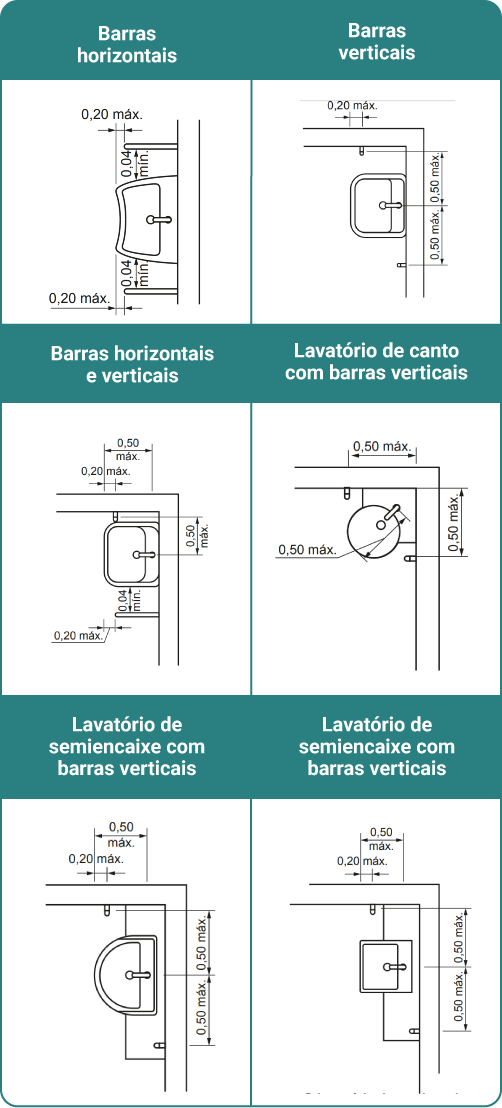 Barras
horizontais
Barras
verticais
0,20 máx.
0,04
mín.
0,04
mín.
0,20 máx.
0,20 máx.
0,50 máx.
0,50 máx.
Barras horizontais
e verticais
Lavatório de canto
com barras verticais
0,50
máx.
0,20 máx.
0,50
máx.
0,04
mín.
0,20 máx.
0,50 máx.
0,50 máx.
0,50 máx.
Lavatório de
semiencaixe com
barras verticais
Lavatório de
semiencaixe com
barras verticais
0,50
máx.
0,20 máx.
0,50 máx.
0,50 máx.
0,50
máx.
0,20 máx.
0,50 máx.
0,50 máx.